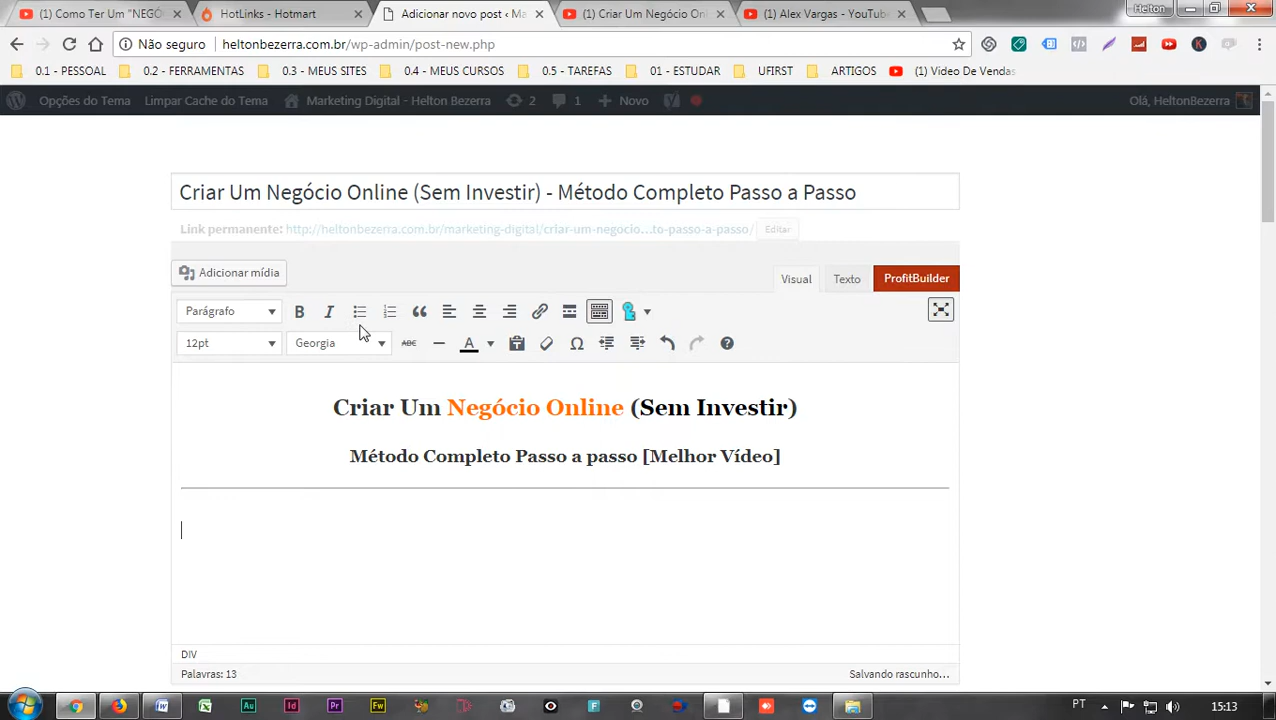 (1) Como Ter Um "NEGÓ
HotLinks - Hotmart
Adicionar novo post ‹ Ma
(1) Criar Um Negócio Onl
(1) Alex Vargas - YouTube
Helton
Não seguro
heltonbezerra.com.br/wp-admin/post-new.php
0.1 - PESSOAL
0.2 - FERRAMENTAS
0.3 - MEUS SITES
0.4 - MEUS CURSOS
0.5 - TAREFAS
01 - ESTUDAR
UFIRST
ARTIGOS
(1) Video De Vendas
Opções do Tema
Limpar Cache do Tema
Marketing Digital - Helton Bezerra
2
1
Novo
Olá, HeltonBezerra
Criar Um Negócio Online (Sem Investir) - Método Completo Passo a Passo
Link permanente: http://heltonbezerra.com.br/marketing-digital/criar-um-negocio...to-passo-a-passo/
Editar
Adicionar mídia
Visual
Texto
ProfitBuilder
Parágrafo
B
I
12pt
Georgia
ABC
A
Criar Um Negócio Online (Sem Investir)
Método Completo Passo a passo [Melhor Vídeo]
DIV
Palavras: 13
Salvando rascunho...
PT
15:13